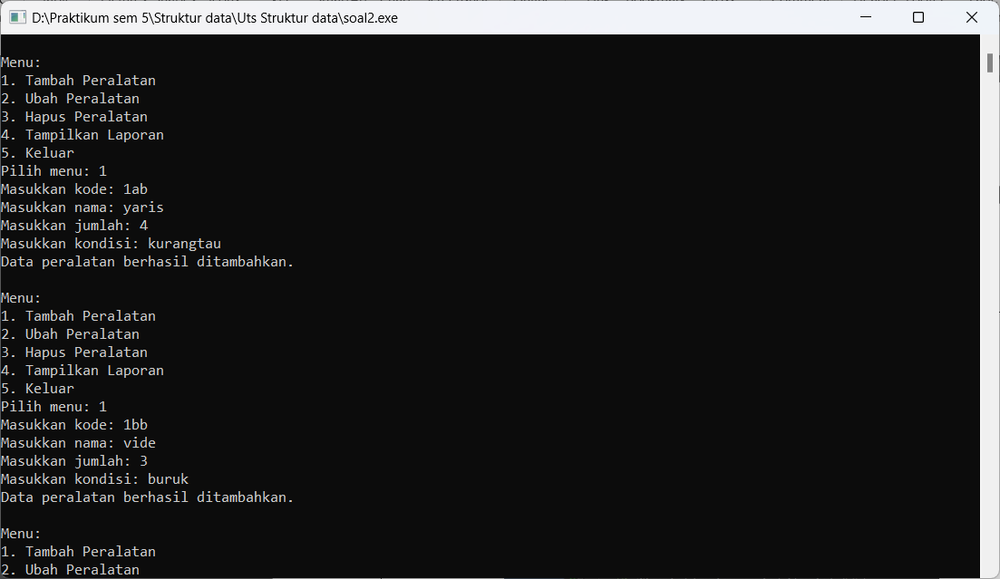 D:\Praktikum sem 5\Struktur data\Uts Struktur data\soal2.exe
Menu:
1. Tambah Peralatan
2. Ubah Peralatan
3. Hapus Peralatan
4. Tampilkan Laporan
5. Keluar
Pilih menu: 1
Masukkan kode: 1ab
Masukkan nama: yaris
Masukkan jumlah: 4
Masukkan kondisi: kurangtau
Data peralatan berhasil ditambahkan.
Menu:
1. Tambah Peralatan
2. Ubah Peralatan
3. Hapus Peralatan
4. Tampilkan Laporan
5. Keluar
Pilih menu: 1
Masukkan kode: 1bb
Masukkan nama: vide
Masukkan jumlah: 3
Masukkan kondisi: buruk
Data peralatan berhasil ditambahkan.
Menu:
1. Tambah Peralatan
2. Ubah Peralatan